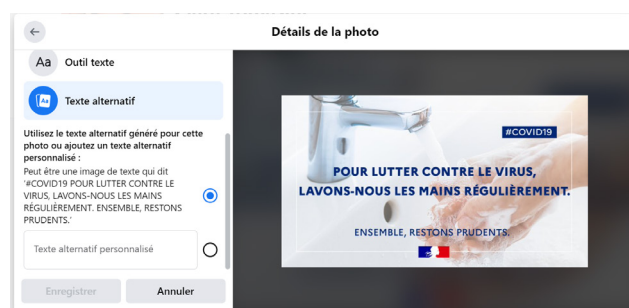 Détails de la photo
Aa Outil texte
Aa Texte alternatif
Utilisez le texte alternatif généré pour cette
photo ou ajoutez un texte alternatif
personnalisé :
Peut être une image de texte qui dit
'#COVID19 POUR LUTTER CONTRE LE
VIRUS, LAVONS-NOUS LES MAINS
RÉGULIÈREMENT. ENSEMBLE, RESTONS
PRUDENTS.'
Texte alternatif personnalisé
Enregistrer Annuler
#COVID19
POUR LUTTER CONTRE LE VIRUS,
LAVONS-NOUS LES MAINS RÉGULIÈREMENT.
ENSEMBLE, RESTONS PRUDENTS.